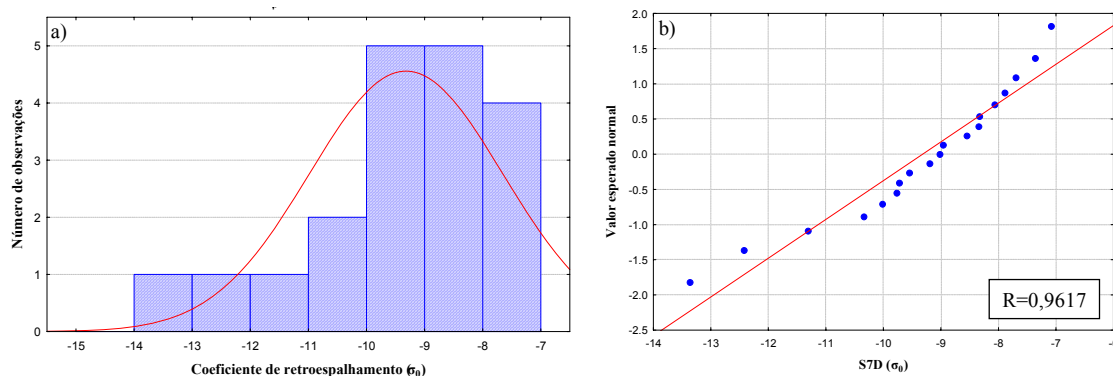 a)
Número de observações
5
4
3
2
1
0
-15 -14 -13 -12 -11 -10 -9 -8 -7
Coeficiente de retroespalhamento (σ₀)
b)
Valor esperado normal
2.0
1.5
1.0
0.5
0.0
-0.5
-1.0
-1.5
-2.0
-2.5
-14 -13 -12 -11 -10 -9 -8 -7
S7D (σ₀)
R=0,9617